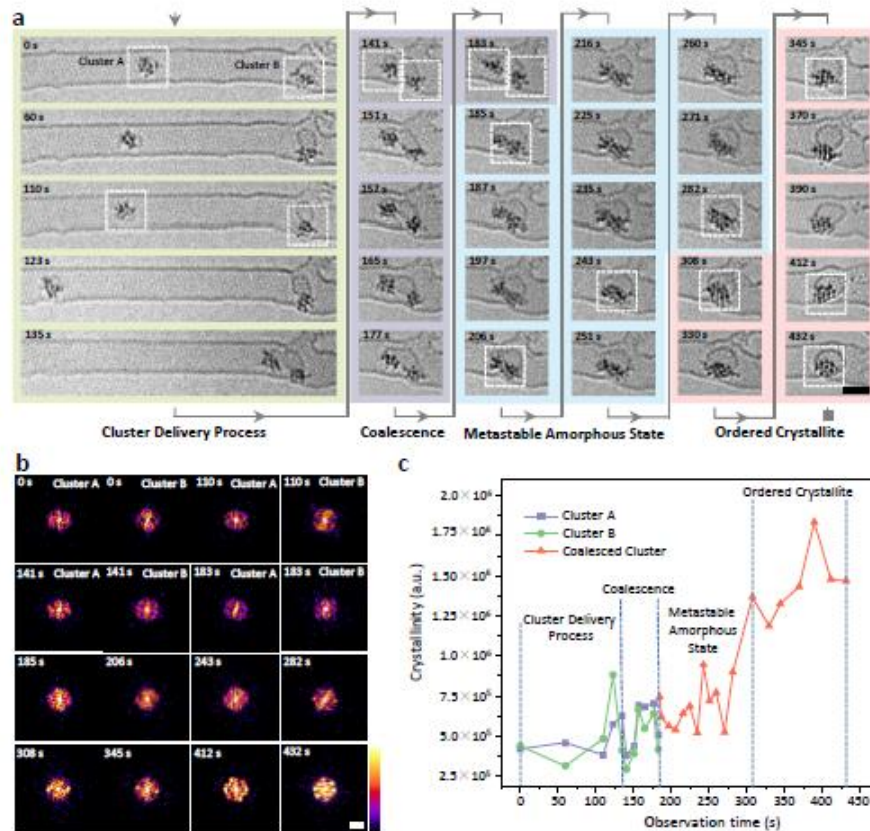 a
0 s
Cluster A
Cluster B
141 s
183 s
216 s
260 s
345 s
60 s
151 s
185 s
225 s
271 s
370 s
110 s
152 s
187 s
235 s
282 s
390 s
123 s
165 s
197 s
243 s
308 s
412 s
135 s
177 s
206 s
251 s
330 s
432 s
Cluster Delivery Process
Coalescence
Metastable Amorphous State
Ordered Crystallite
b
0 s Cluster A
0 s Cluster B
110 s Cluster A
110 s Cluster B
141 s Cluster A
141 s Cluster B
183 s Cluster A
183 s Cluster B
185 s
206 s
243 s
282 s
308 s
345 s
412 s
432 s
c
Crystallinity (a.u.)
2.0×10⁶
1.75×10⁶
1.50×10⁶
1.25×10⁶
1.0×10⁶
7.5×10⁵
5.0×10⁵
2.5×10⁵
Cluster A
Cluster B
Coalesced Cluster
Ordered Crystallite
Coalescence
Cluster Delivery
Process
Metastable
Amorphous
State
0 50 100 150 200 250 300 350 400 450
Observation time (s)